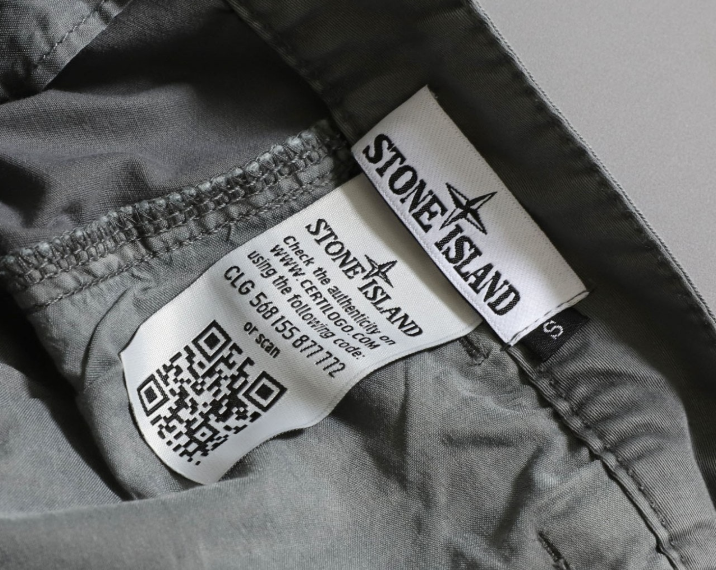 STONE ISLAND
S
STONE ISLAND
Check the authenticity on
WWW.CERTILOGO.COM
using the following code:
CLG 568 155 877 772
or scan